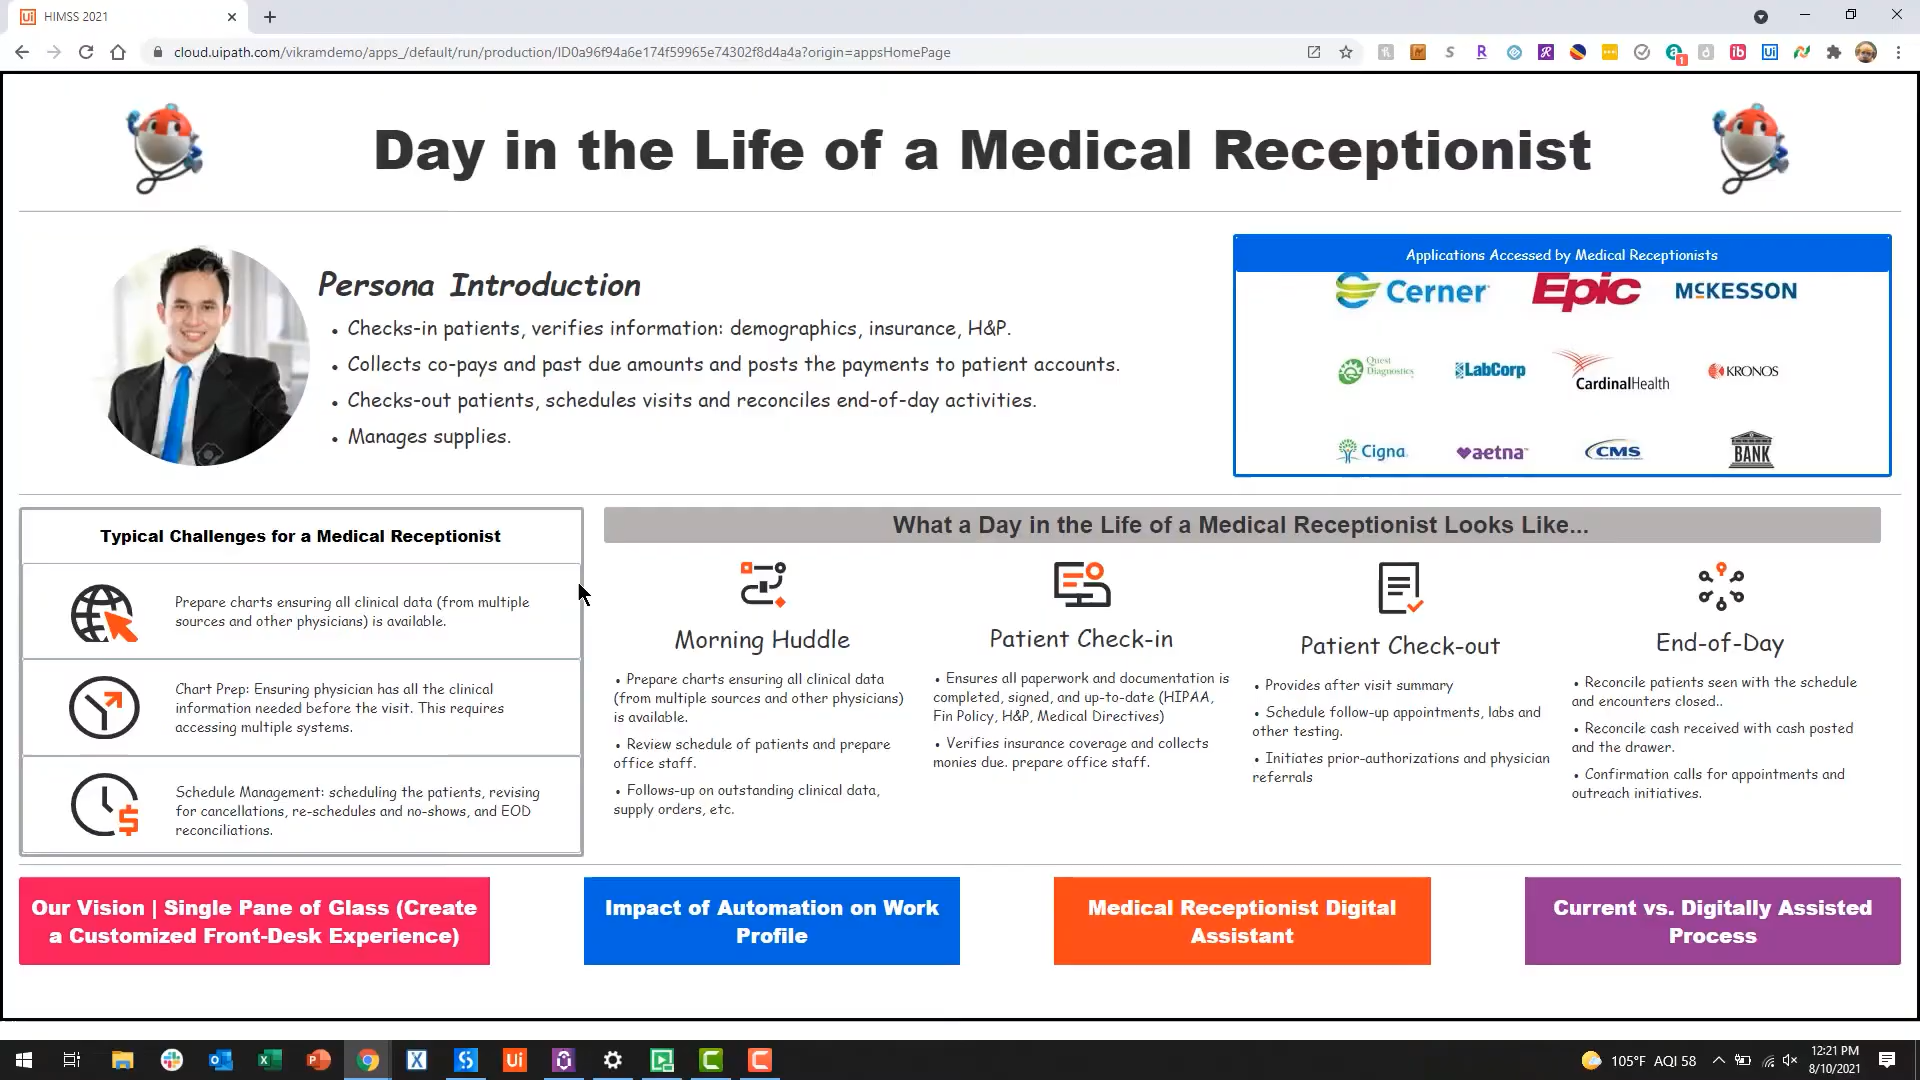 HIMSS 2021
cloud.uipath.com/vikramdemo/apps_/default/run/production/ID0a96f94a6e174f59965e74302f8d4a4a?origin=appsHomePage
Day in the Life of a Medical Receptionist
Persona Introduction
• Checks-in patients, verifies information: demographics, insurance, H&P.
• Collects co-pays and past due amounts and posts the payments to patient accounts.
• Checks-out patients, schedules visits and reconciles end-of-day activities.
• Manages supplies.
Applications Accessed by Medical Receptionists
Cerner Epic MCKESSON
Quest Diagnostics LabCorp CardinalHealth KRONOS
Cigna aetna CMS BANK
Typical Challenges for a Medical Receptionist
Prepare charts ensuring all clinical data (from multiple
sources and other physicians) is available.
Chart Prep: Ensuring physician has all the clinical
information needed before the visit. This requires
accessing multiple systems.
Schedule Management: scheduling the patients, revising
for cancellations, re-schedules and no-shows, and EOD
reconciliations.
What a Day in the Life of a Medical Receptionist Looks Like...
Morning Huddle
• Prepare charts ensuring all clinical data
(from multiple sources and other physicians)
is available.
• Review schedule of patients and prepare
office staff.
• Follows-up on outstanding clinical data,
supply orders, etc.
Patient Check-in
• Ensures all paperwork and documentation is
completed, signed, and up-to-date (HIPAA,
Fin Policy, H&P, Medical Directives)
• Verifies insurance coverage and collects
monies due. prepare office staff.
Patient Check-out
• Provides after visit summary
• Schedule follow-up appointments, labs and
other testing.
• Initiates prior-authorizations and physician
referrals
End-of-Day
• Reconcile patients seen with the schedule
and encounters closed..
• Reconcile cash received with cash posted
and the drawer.
• Confirmation calls for appointments and
outreach initiatives.
Our Vision | Single Pane of Glass (Create
a Customized Front-Desk Experience)
Impact of Automation on Work
Profile
Medical Receptionist Digital
Assistant
Current vs. Digitally Assisted
Process
105°F AQI 58
12:21 PM
8/10/2021